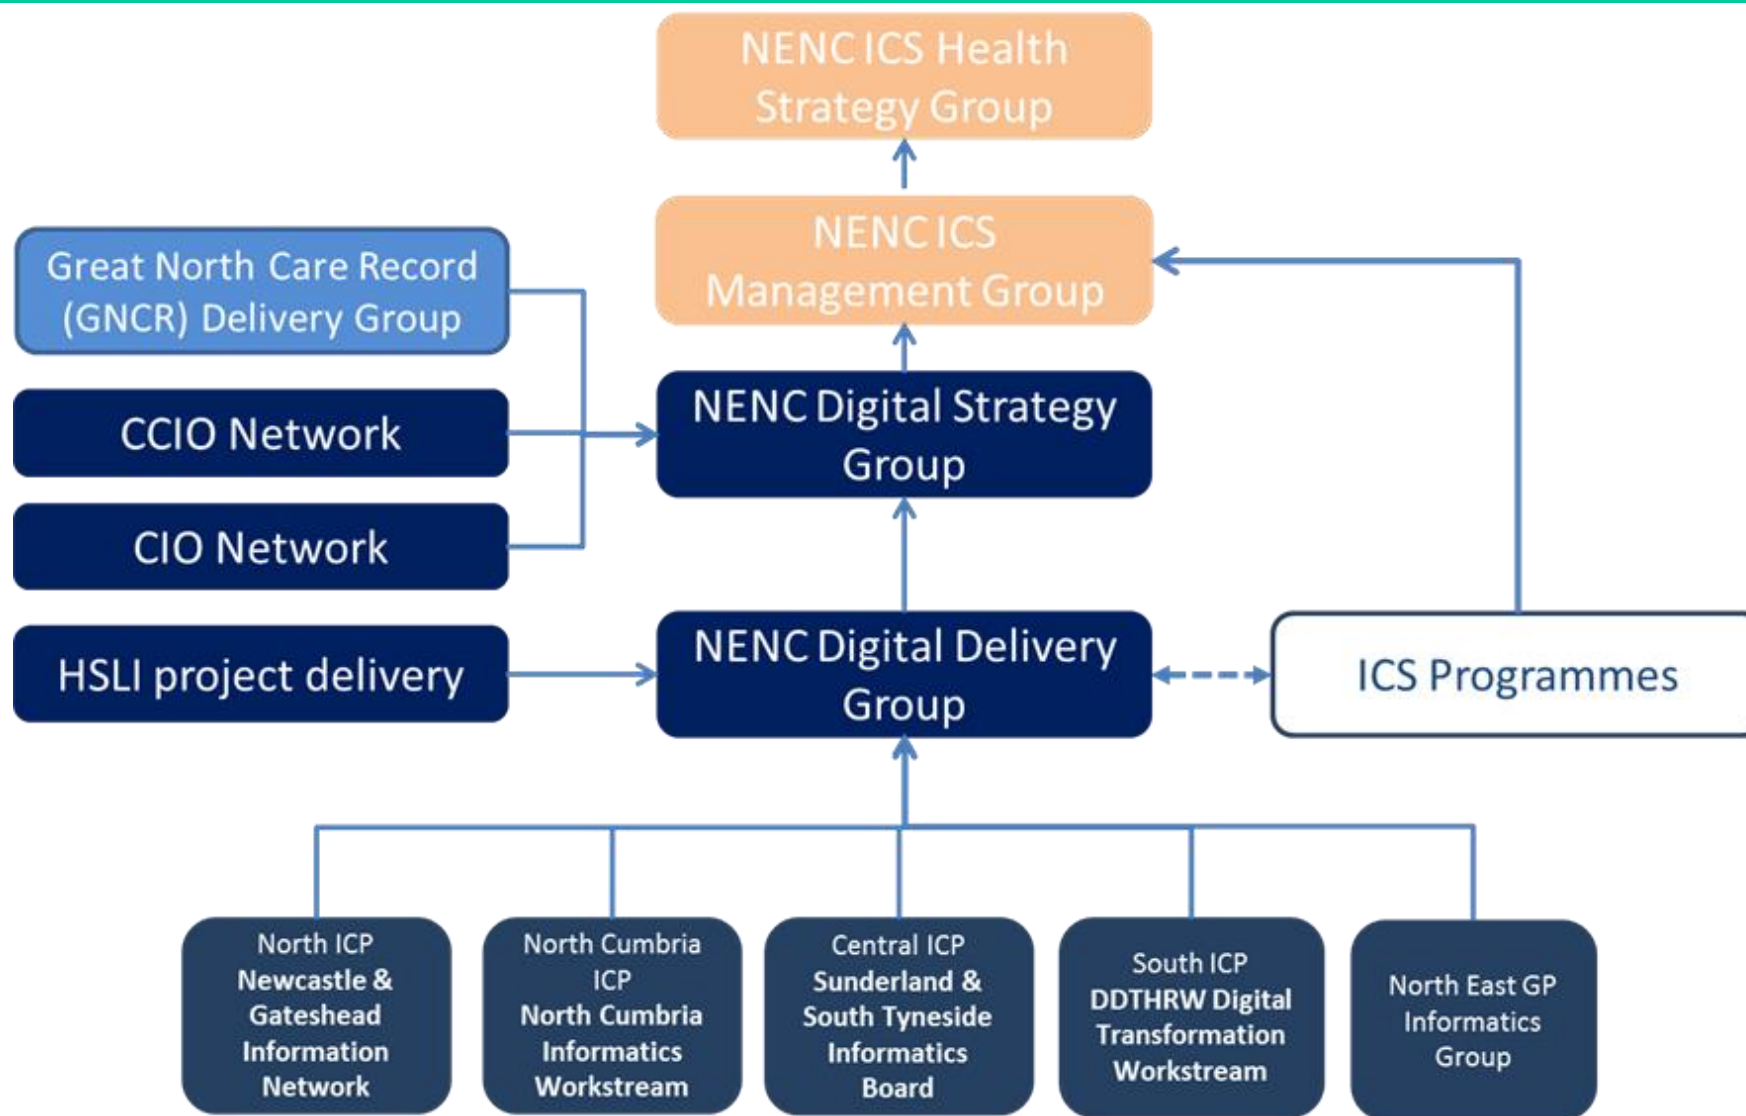 NENC ICS Health
Strategy Group
NENC ICS
Management Group
Great North Care Record
(GNCR) Delivery Group
CCIO Network
NENC Digital Strategy
Group
CIO Network
HSLI project delivery
NENC Digital Delivery
Group
ICS Programmes
North ICP
Newcastle &
Gateshead
Information
Network
North Cumbria
ICP
North Cumbria
Informatics
Workstream
Central ICP
Sunderland &
South Tyneside
Informatics
Board
South ICP
DDTHRW Digital
Transformation
Workstream
North East GP
Informatics
Group